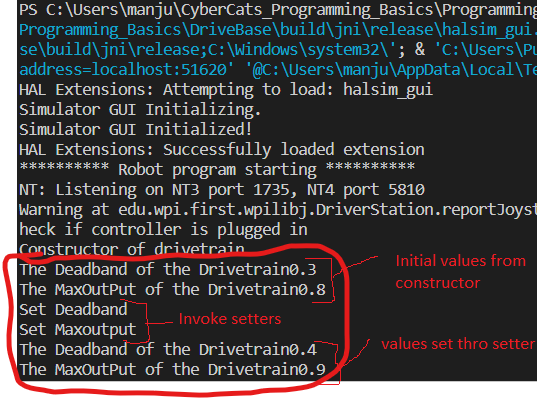 PS C:\Users\manju\CyberCats_Programming_Basics\Programming
Programming_Basics\DriveBase\build\jni\release\halsim_gui.
se\build\jni\release;C:\Windows\system32\'; & 'C:\Users\Pu
address=localhost:51620' '@C:\Users\manju\AppData\Local\Te
HAL Extensions: Attempting to load: halsim_gui
Simulator GUI Initializing.
Simulator GUI Initialized!
HAL Extensions: Successfully loaded extension
********** Robot program starting **********
NT: Listening on NT3 port 1735, NT4 port 5810
Warning at edu.wpi.first.wpilibj.DriverStation.reportJoyst
heck if controller is plugged in
Constructor of drivetrain
The Deadband of the Drivetrain0.3
The MaxOutPut of the Drivetrain0.8
Initial values from
constructor
Set Deadband
Set Maxoutput
Invoke setters
The Deadband of the Drivetrain0.4
The MaxOutPut of the Drivetrain0.9
values set thro setter